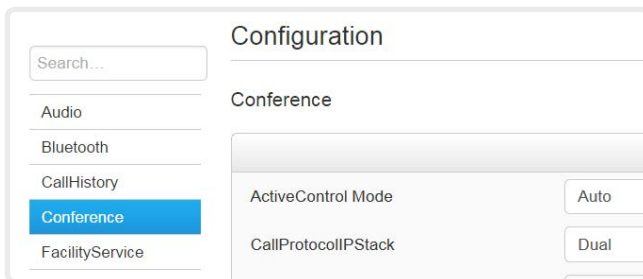 Configuration
Search...
Conference
Audio
Bluetooth
CallHistory
Conference
FacilityService
ActiveControl Mode
Auto
CallProtocolIPStack
Dual